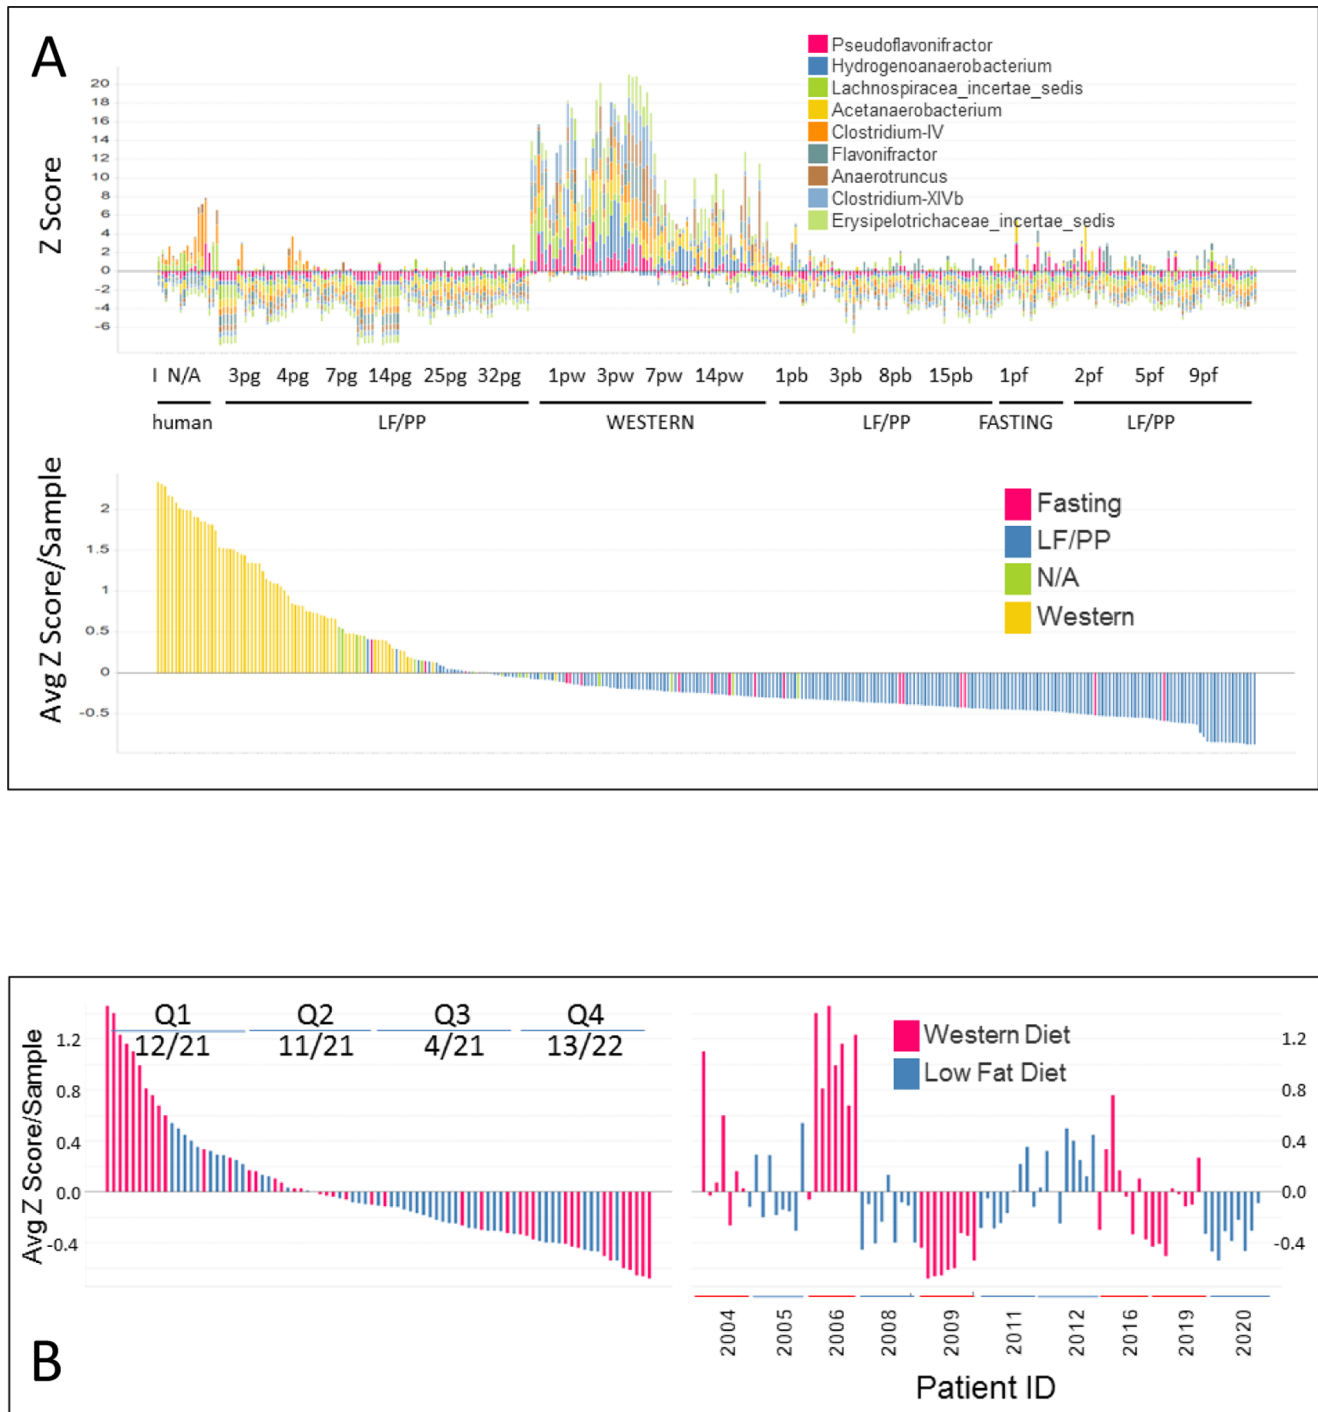 A
Z Score
20
18
16
14
12
10
8
6
4
2
0
-2
-4
-6
Pseudoflavonifractor
Hydrogenoanaerobacterium
Lachnospiracea_incertae_sedis
Acetanaerobacterium
Clostridium-IV
Flavonifractor
Anaerotruncus
Clostridium-XIVb
Erysipelotrichaceae_incertae_sedis
I N/A 3pg 4pg 7pg 14pg 25pg 32pg 1pw 3pw 7pw 14pw 1pb 3pb 8pb 15pb 1pf 2pf 5pf 9pf
human LF/PP WESTERN LF/PP FASTING LF/PP
Avg Z Score/Sample
2
1.5
1
0.5
0
-0.5
Fasting
LF/PP
N/A
Western
B
Avg Z Score/Sample
1.2
0.8
0.4
0.0
-0.4
Q1 Q2 Q3 Q4
12/21 11/21 4/21 13/22
Western Diet
Low Fat Diet
1.2
0.8
0.4
0.0
-0.4
2004 2005 2006 2008 2009 2011 2012 2016 2019 2020
Patient ID